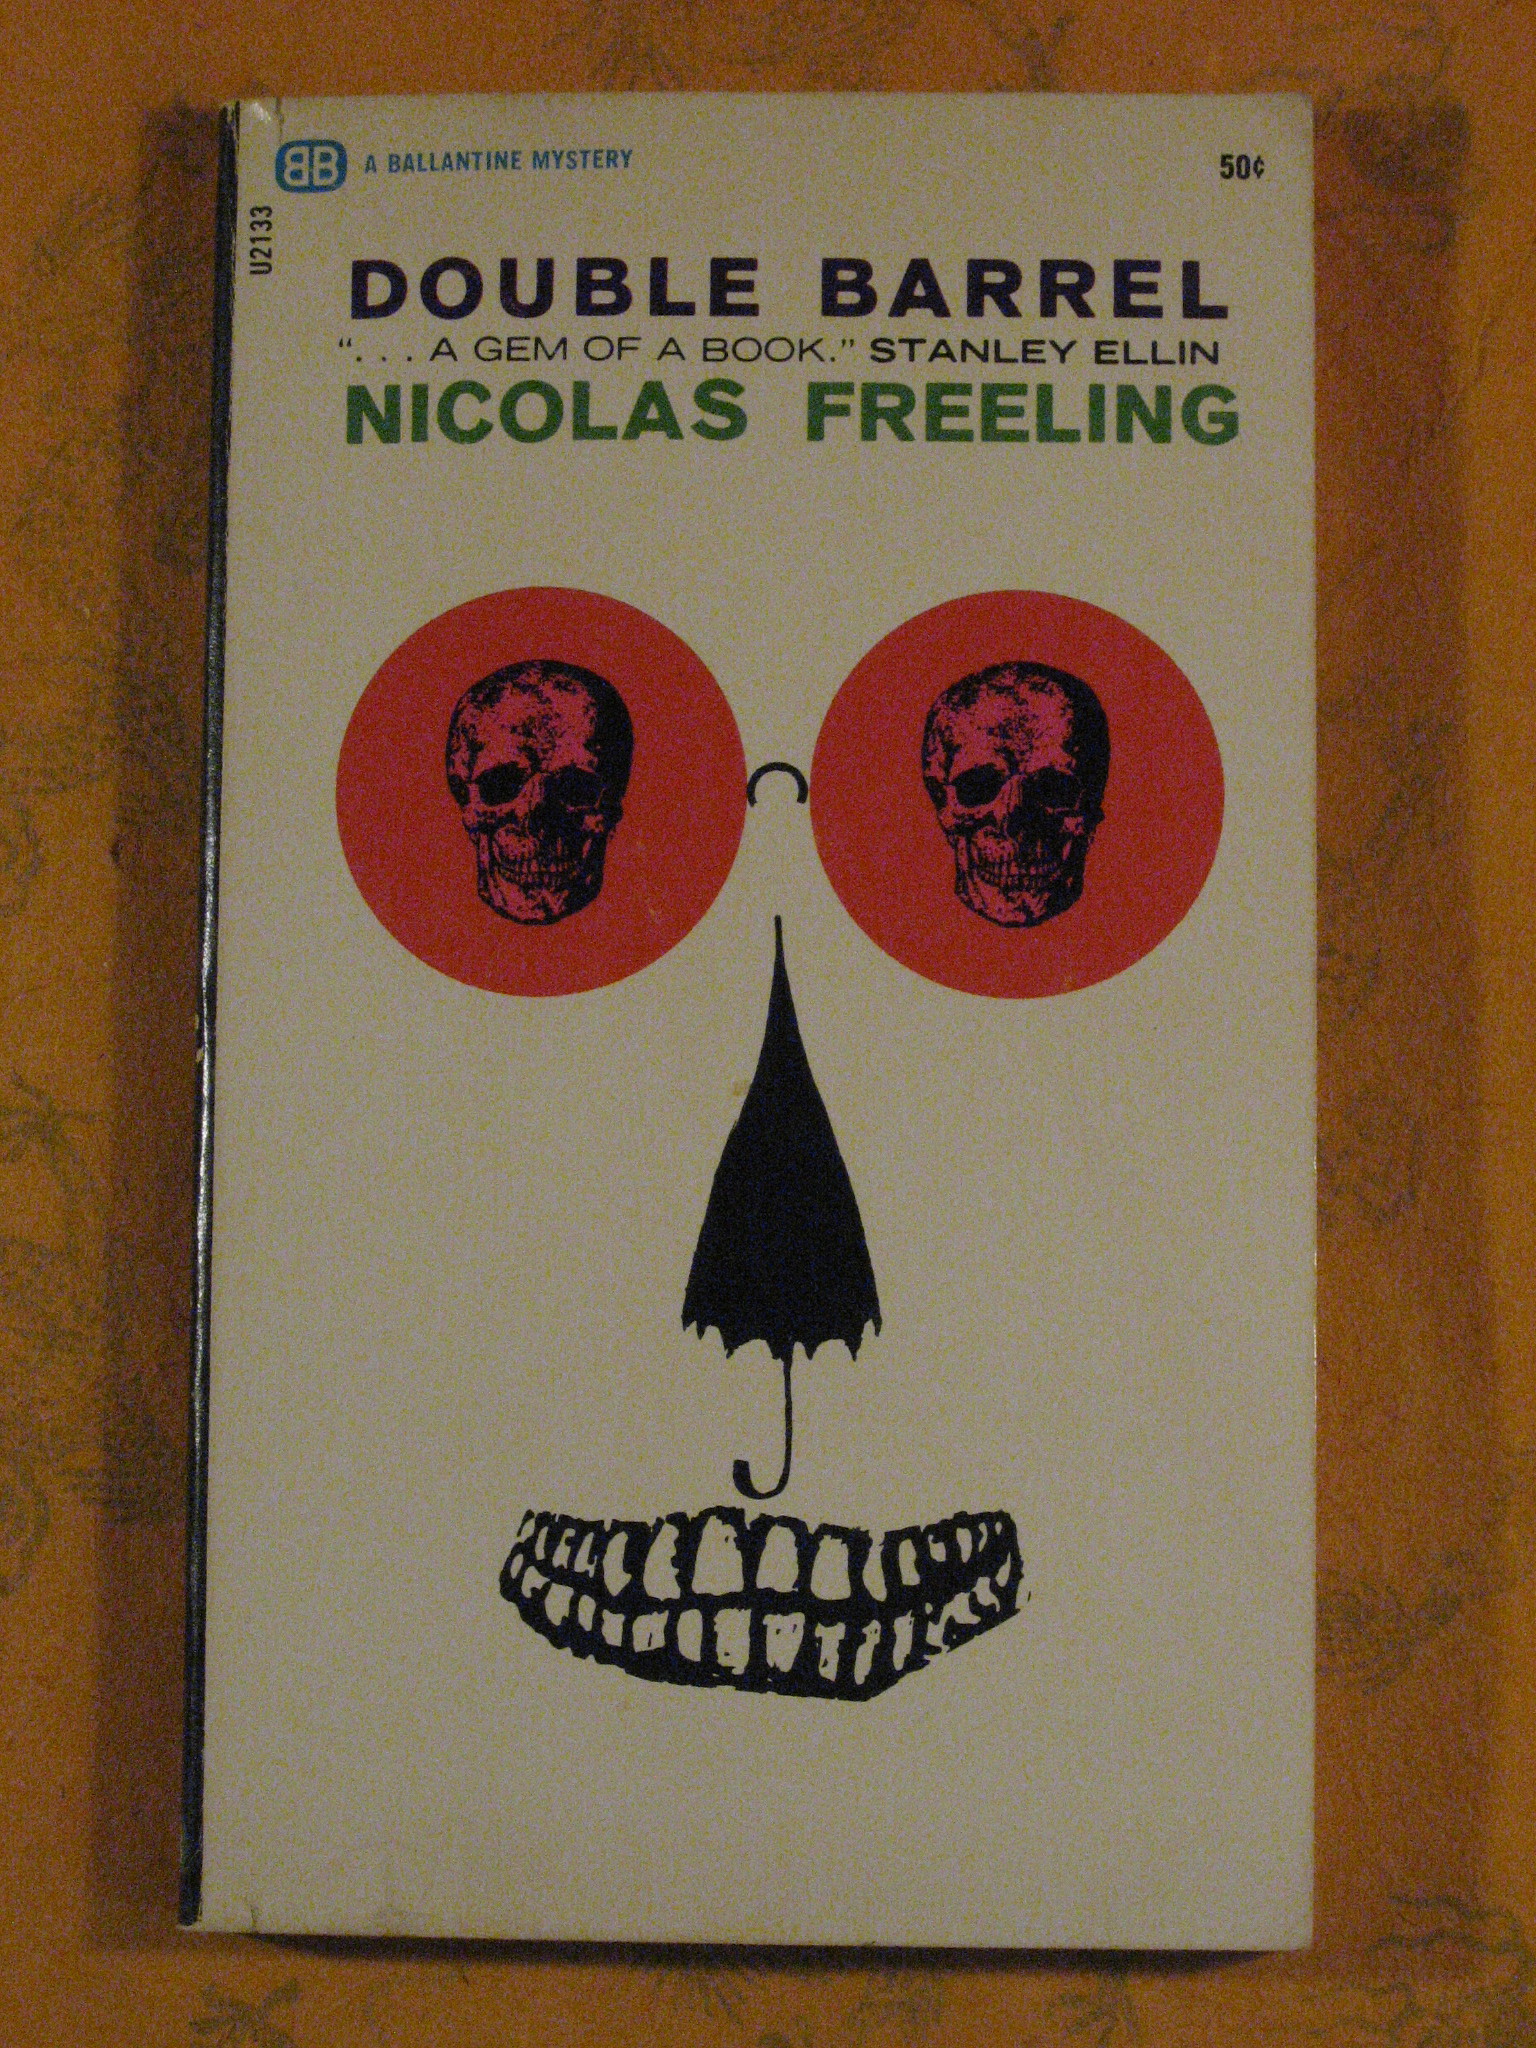 BB A BALLANTINE MYSTERY 50¢
U2133
DOUBLE BARREL
“. . . A GEM OF A BOOK.” STANLEY ELLIN
NICOLAS FREELING